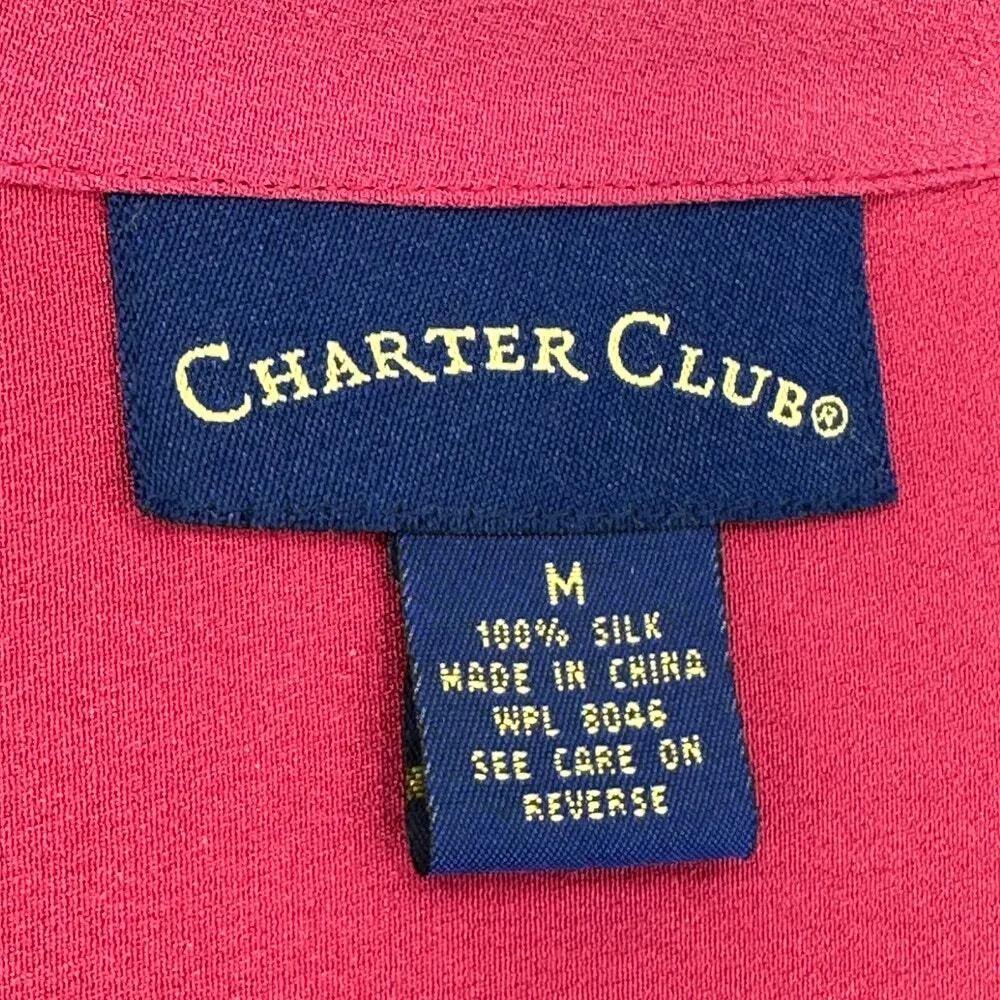 CHARTER CLUB®
M
100% SILK
MADE IN CHINA
WPL 8046
SEE CARE ON
REVERSE